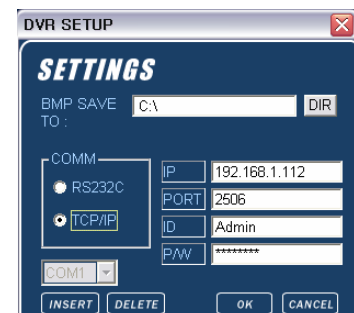 DVR SETUP
SETTINGS
BMP SAVE TO :
C:\
DIR
COMM
RS232C
TCP/IP
COM1
IP 192.168.1.112
PORT 2506
ID Admin
P/W ********
INSERT DELETE OK CANCEL